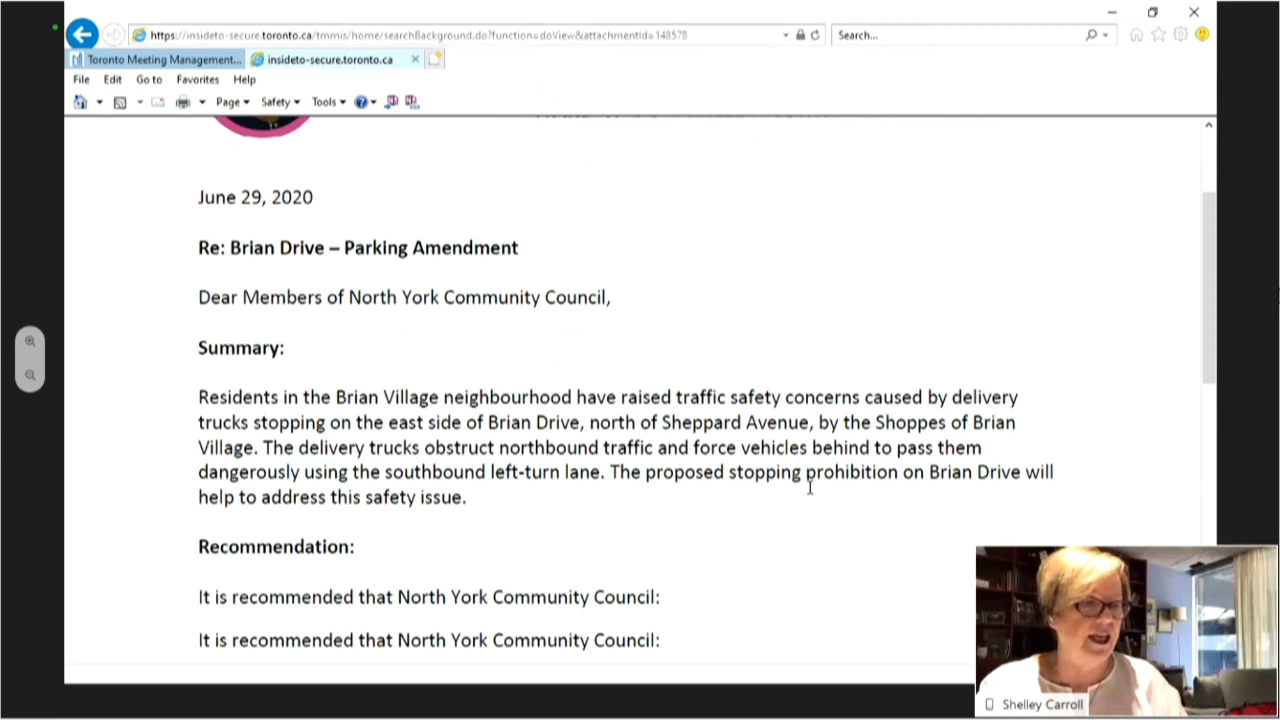 https://insideto-secure.toronto.ca/tmmis/home/searchBackground.do?function=doView&attachmentId=148578
Search...
Toronto Meeting Management...
insideto-secure.toronto.ca
File Edit Go to Favorites Help
Page Safety Tools
June 29, 2020
Re: Brian Drive – Parking Amendment
Dear Members of North York Community Council,
Summary:
Residents in the Brian Village neighbourhood have raised traffic safety concerns caused by delivery
trucks stopping on the east side of Brian Drive, north of Sheppard Avenue, by the Shoppes of Brian
Village. The delivery trucks obstruct northbound traffic and force vehicles behind to pass them
dangerously using the southbound left-turn lane. The proposed stopping prohibition on Brian Drive will
help to address this safety issue.
Recommendation:
It is recommended that North York Community Council:
It is recommended that North York Community Council:
Shelley Carroll